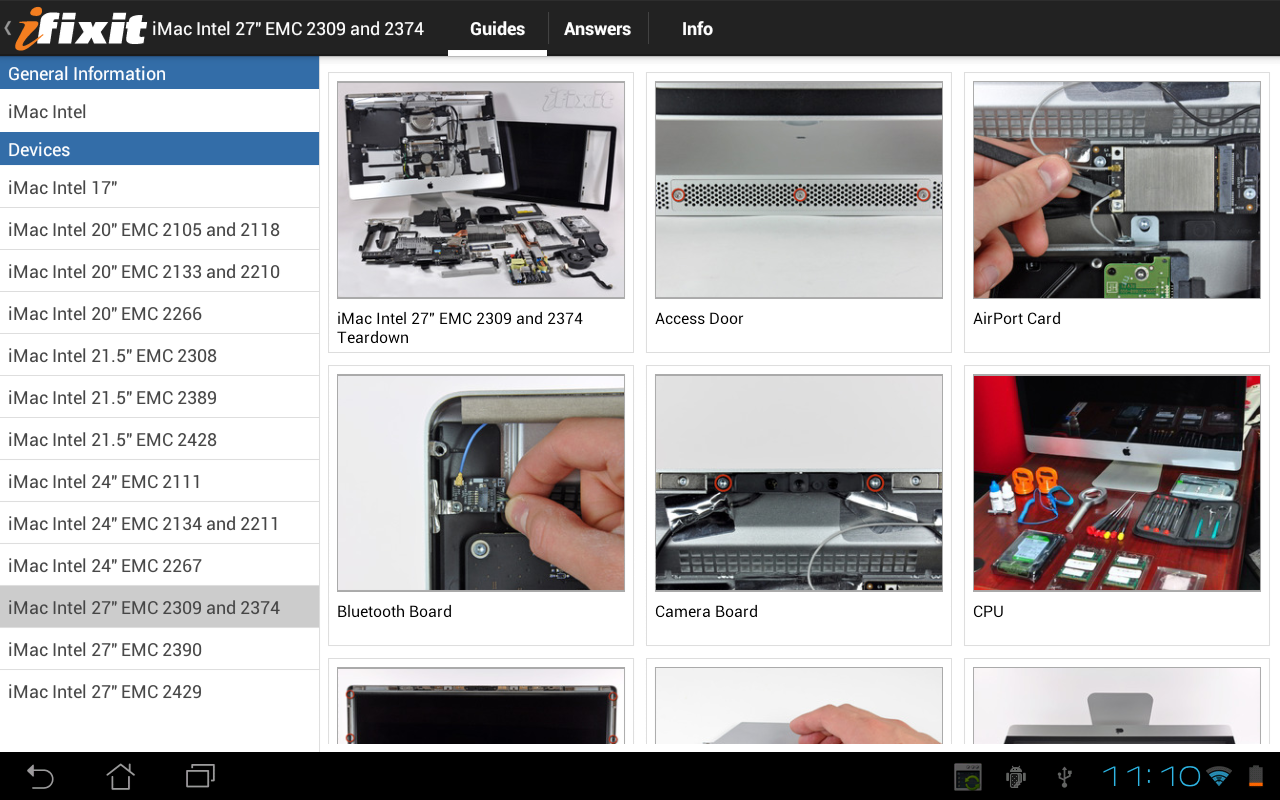 ifixit iMac Intel 27" EMC 2309 and 2374 Guides Answers Info
General Information
iMac Intel
Devices
iMac Intel 17"
iMac Intel 20" EMC 2105 and 2118
iMac Intel 20" EMC 2133 and 2210
iMac Intel 20" EMC 2266
iMac Intel 21.5" EMC 2308
iMac Intel 21.5" EMC 2389
iMac Intel 21.5" EMC 2428
iMac Intel 24" EMC 2111
iMac Intel 24" EMC 2134 and 2211
iMac Intel 24" EMC 2267
iMac Intel 27" EMC 2309 and 2374
iMac Intel 27" EMC 2390
iMac Intel 27" EMC 2429
ifixit
iMac Intel 27" EMC 2309 and 2374
Teardown
Access Door
AirPort Card
Bluetooth Board
Camera Board
CPU
11:10